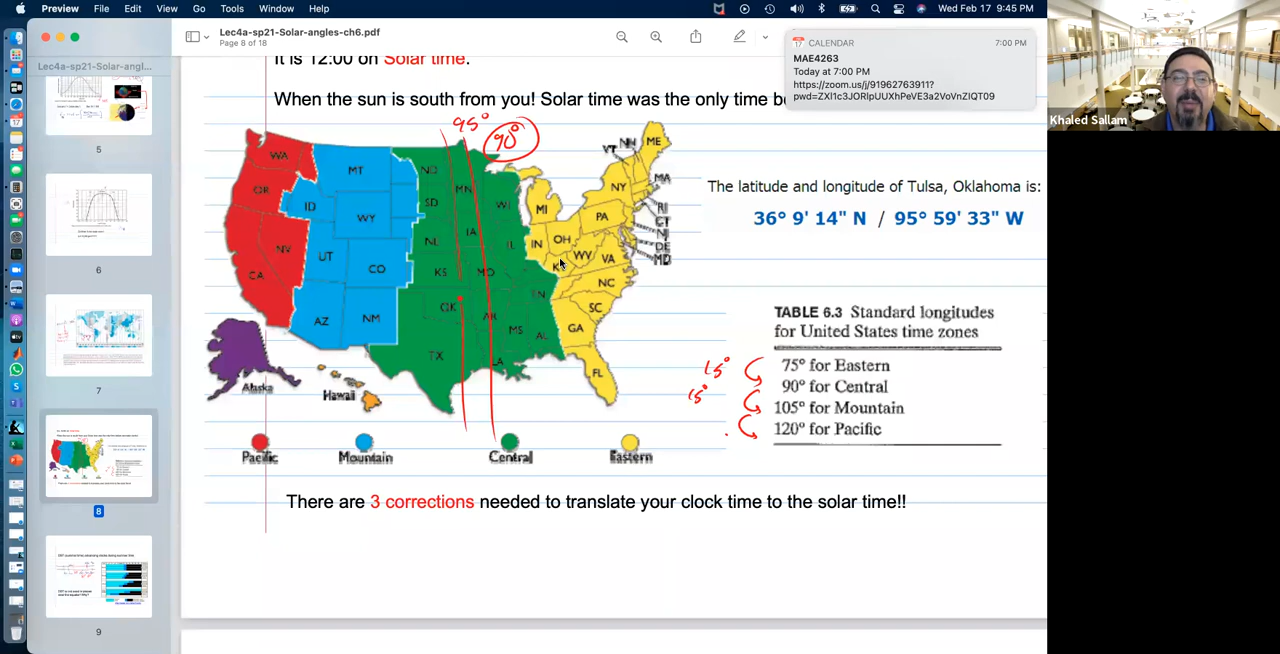 Preview File Edit View Go Tools Window Help
Wed Feb 17 9:45 PM
Lec4a-sp21-Solar-angles-ch6.pdf
Page 8 of 18
Lec4a-sp21-Solar-angl...
CALENDAR 7:00 PM
MAE4263
Today at 7:00 PM
https://zoom.us/j/91962763911?
Khaled Sallam
It is 12:00 on Solar time.
When the sun is south from you! Solar time was the only time be
95° 90°
WA MT ND MN VT ME
OR ID SD WI NY MA
WY MI RI
NV IA PA CT
UT IL IN OH NJ
CA CO KS MO WV VA DE
MD
NC
AZ NM OK AR TN SC
MS AL GA
TX LA FL
Alaska Hawaii
Pacific Mountain Central Eastern
The latitude and longitude of Tulsa, Oklahoma is:
36° 9' 14" N / 95° 59' 33" W
TABLE 6.3 Standard longitudes
for United States time zones
15° 75° for Eastern
15° 90° for Central
105° for Mountain
120° for Pacific
There are 3 corrections needed to translate your clock time to the solar time!!
5
6
7
8
9